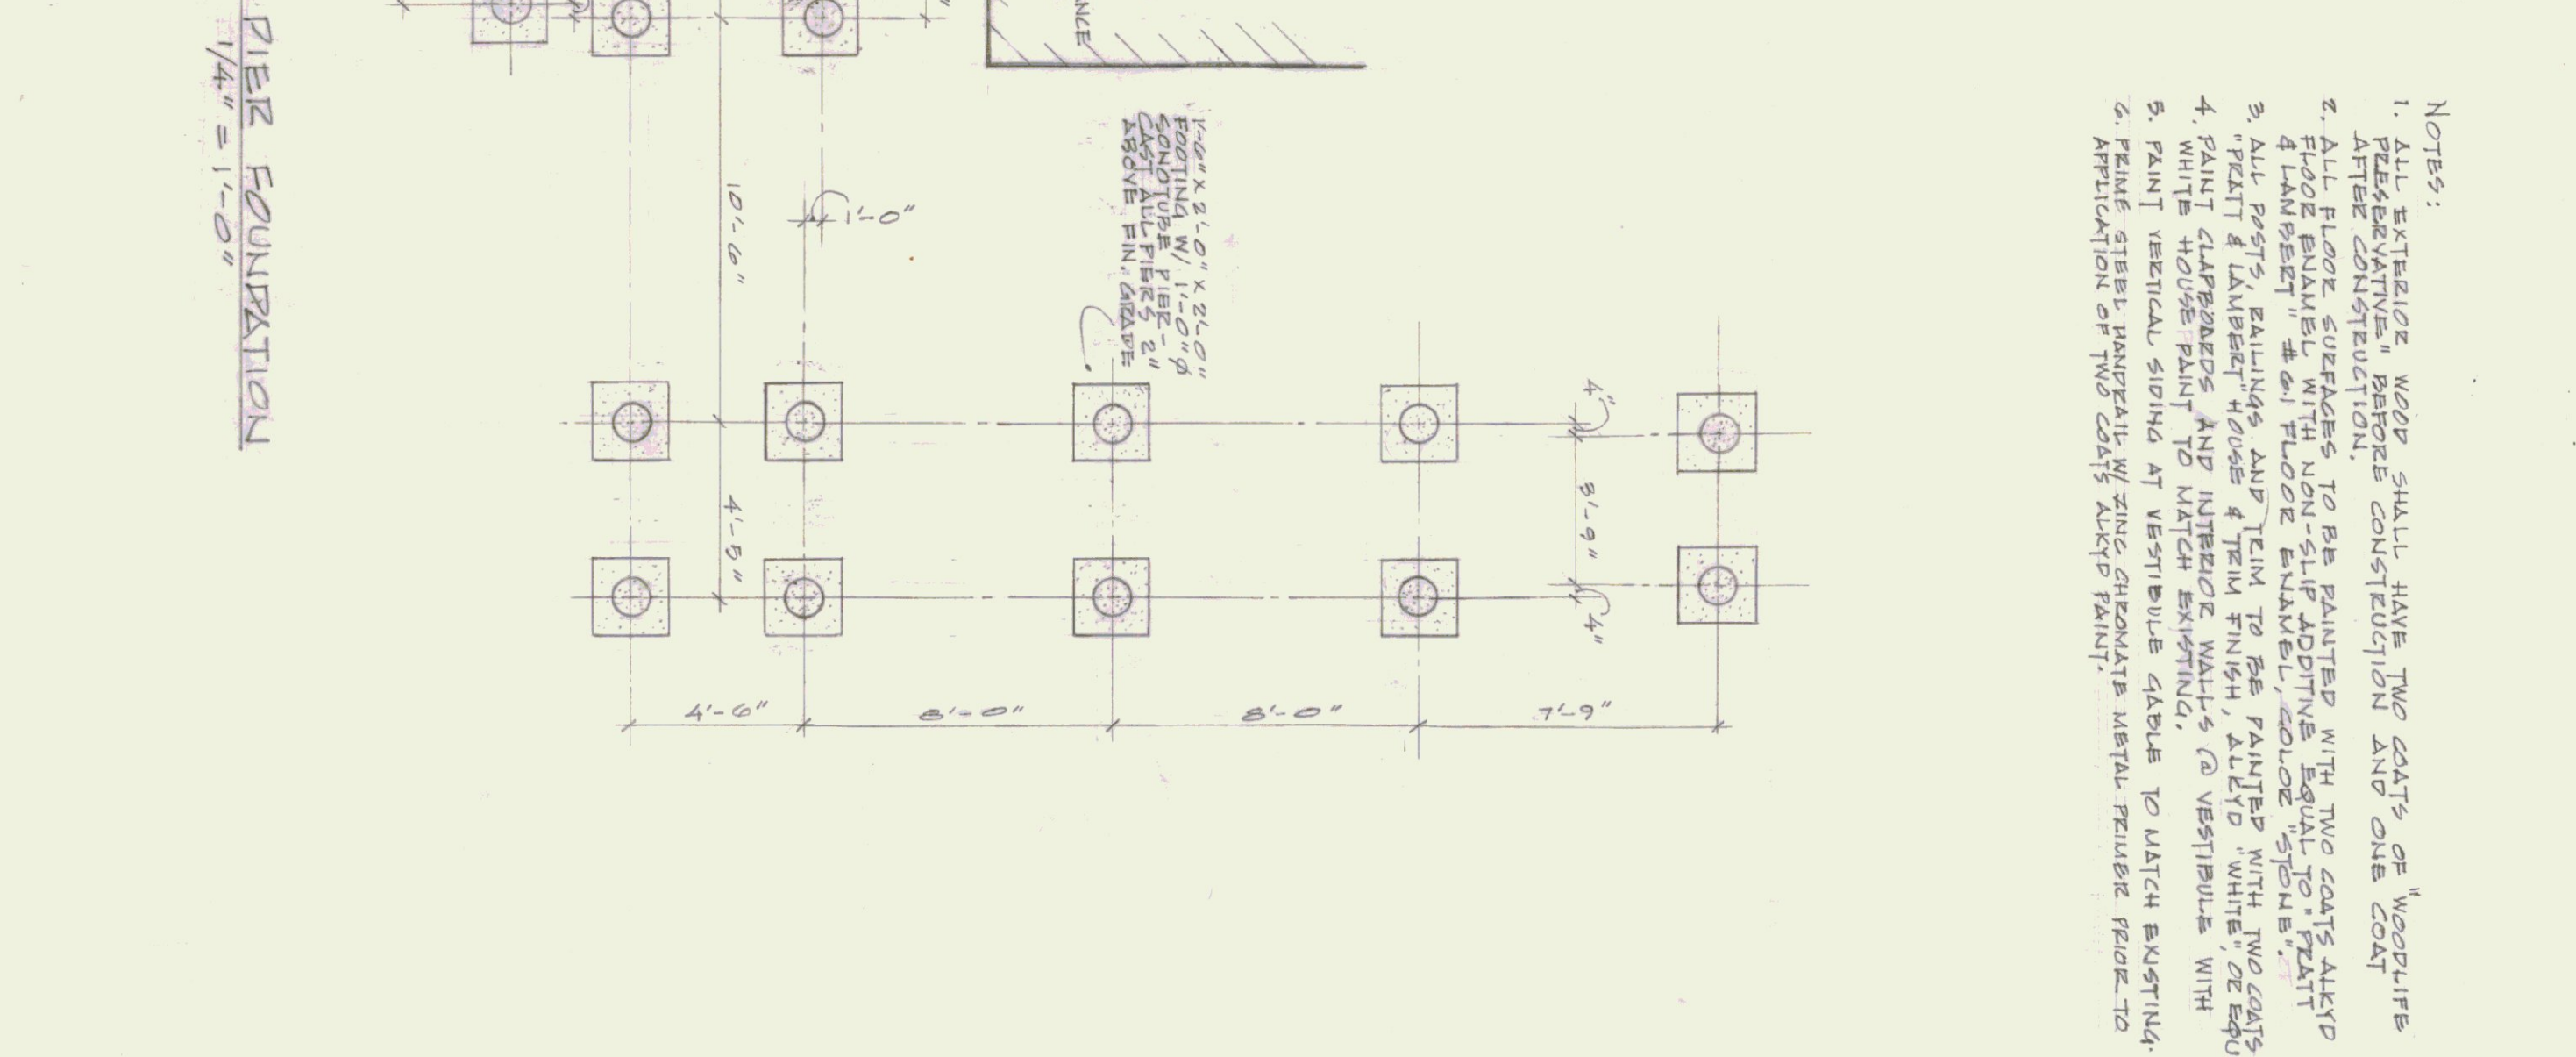 NOTES:
1. ALL EXTERIOR WOOD SHALL HAVE TWO COATS OF "WOODLIFE
PRESERVATIVE" BEFORE CONSTRUCTION AND ONE COAT
AFTER CONSTRUCTION.
2. ALL FLOOR SURFACES TO BE PAINTED WITH TWO COATS ALKYD
FLOOR ENAMEL WITH NON-SLIP ADDITIVE EQUAL TO "PRATT
& LAMBERT" #61 FLOOR ENAMEL, COLOR "STONE".
3. ALL POSTS, RAILINGS AND TRIM TO BE PAINTED WITH TWO COATS
"PRATT & LAMBERT" HOUSE & TRIM FINISH, ALKYD "WHITE", OR EQU
4. PAINT CLAPBOARDS AND INTERIOR WALLS @ VESTIBULE WITH
WHITE HOUSE PAINT TO MATCH EXISTING.
5. PAINT VERTICAL SIDING AT VESTIBULE GABLE TO MATCH EXISTING.
6. PRIME STEEL HANDRAIL W/ ZINC CHROMATE METAL PRIMER PRIOR TO
APPLICATION OF TWO COATS ALKYD PAINT.
NCE
1'-6" X 2'-0" X 2'-0"
FOOTING W/ 1'-0" Ø
SONOTUBE PIER -
CAST ALL PIERS 2"
ABOVE FIN. GRADE
1'-0"
10'-6"
4'-5"
4"
3'-9"
4"
4'-6"
8'-0"
8'-0"
7'-9"
PIER FOUNDATION
1/4" = 1'-0"